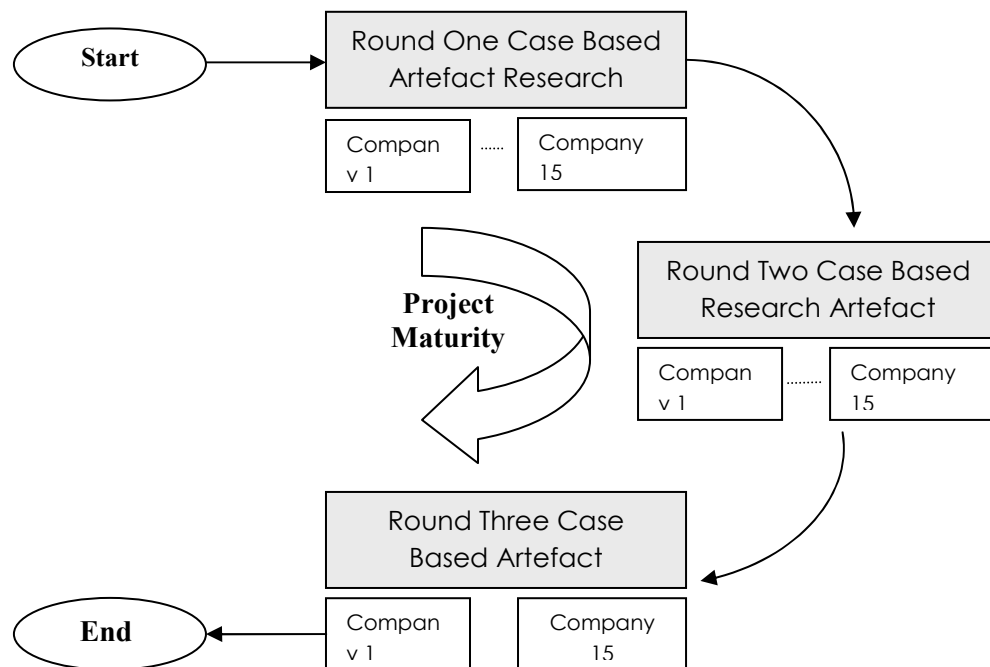 Start
Round One Case Based
Artefact Research
Compan
y 1
......
Company
15
Project
Maturity
Round Two Case Based
Research Artefact
Compan
y 1
.........
Company
15
Round Three Case
Based Artefact
Compan
y 1
Company
15
End